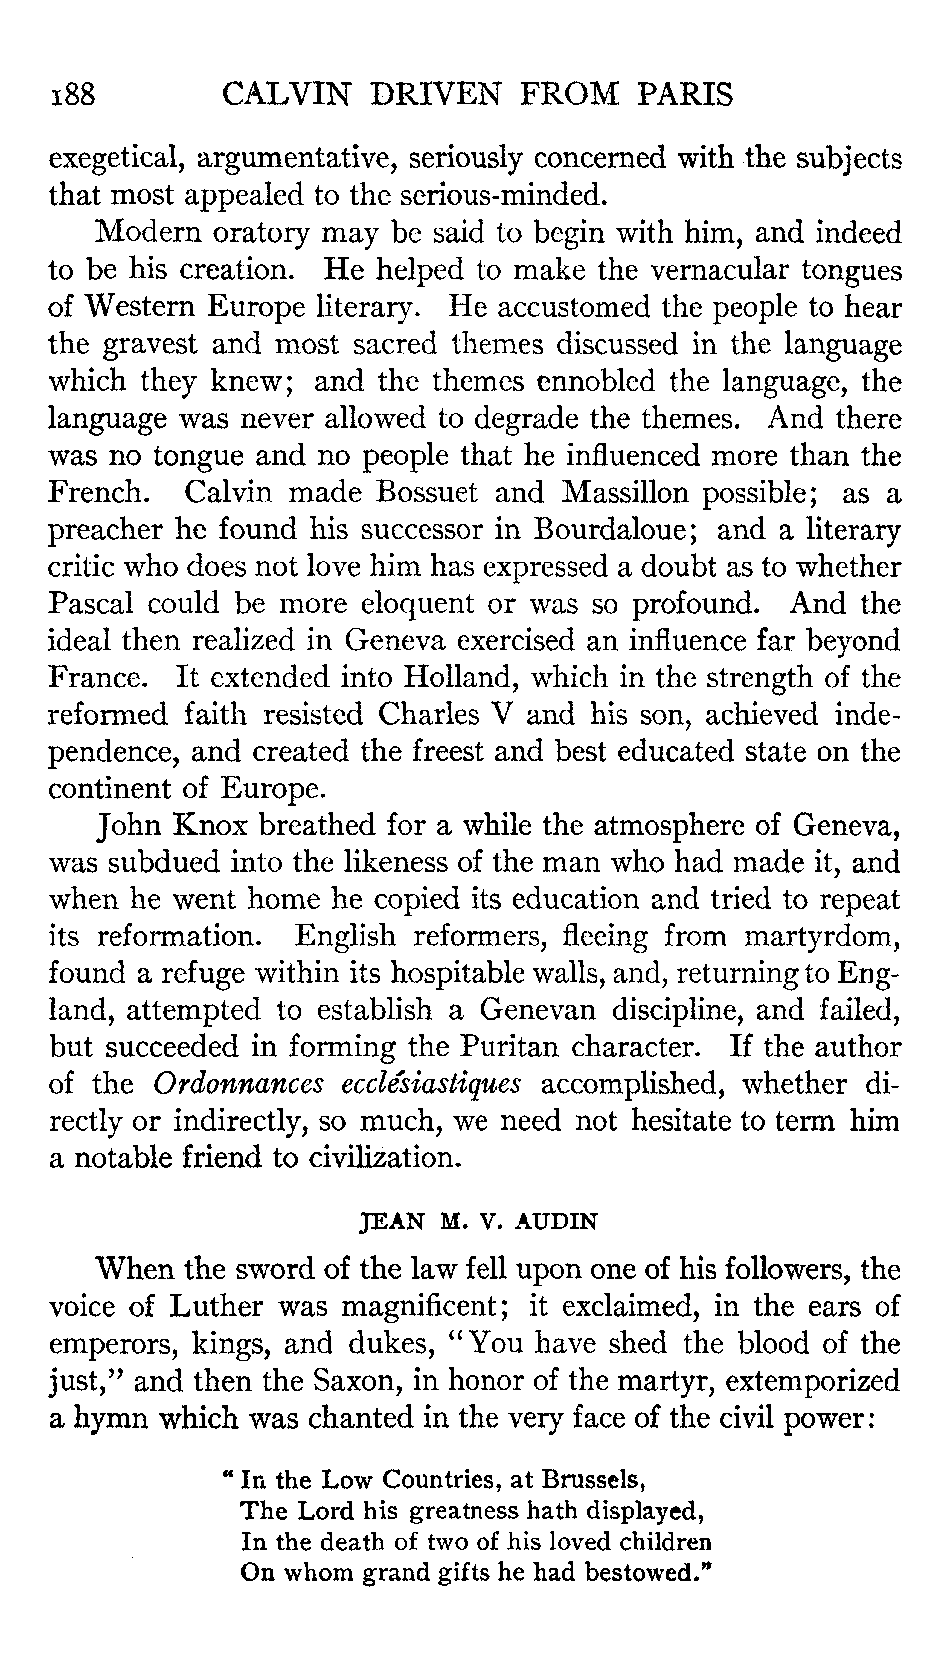 188 CALVIN DRIVEN FROM PARIS
exegetical, argumentative, seriously concerned with the subjects
that most appealed to the serious-minded.
Modern oratory may be said to begin with him, and indeed
to be his creation. He helped to make the vernacular tongues
of Western Europe literary. He accustomed the people to hear
the gravest and most sacred themes discussed in the language
which they knew; and the themes ennobled the language, the
language was never allowed to degrade the themes. And there
was no tongue and no people that he influenced more than the
French. Calvin made Bossuet and Massillon possible; as a
preacher he found his successor in Bourdaloue; and a literary
critic who does not love him has expressed a doubt as to whether
Pascal could be more eloquent or was so profound. And the
ideal then realized in Geneva exercised an influence far beyond
France. It extended into Holland, which in the strength of the
reformed faith resisted Charles V and his son, achieved inde-
pendence, and created the freest and best educated state on the
continent of Europe.
John Knox breathed for a while the atmosphere of Geneva,
was subdued into the likeness of the man who had made it, and
when he went home he copied its education and tried to repeat
its reformation. English reformers, fleeing from martyrdom,
found a refuge within its hospitable walls, and, returning to Eng-
land, attempted to establish a Genevan discipline, and failed,
but succeeded in forming the Puritan character. If the author
of the Ordonnances ecclésiastiques accomplished, whether di-
rectly or indirectly, so much, we need not hesitate to term him
a notable friend to civilization.
JEAN M. V. AUDIN
When the sword of the law fell upon one of his followers, the
voice of Luther was magnificent; it exclaimed, in the ears of
emperors, kings, and dukes, "You have shed the blood of the
just," and then the Saxon, in honor of the martyr, extemporized
a hymn which was chanted in the very face of the civil power:
"In the Low Countries, at Brussels,
The Lord his greatness hath displayed,
In the death of two of his loved children
On whom grand gifts he had bestowed."